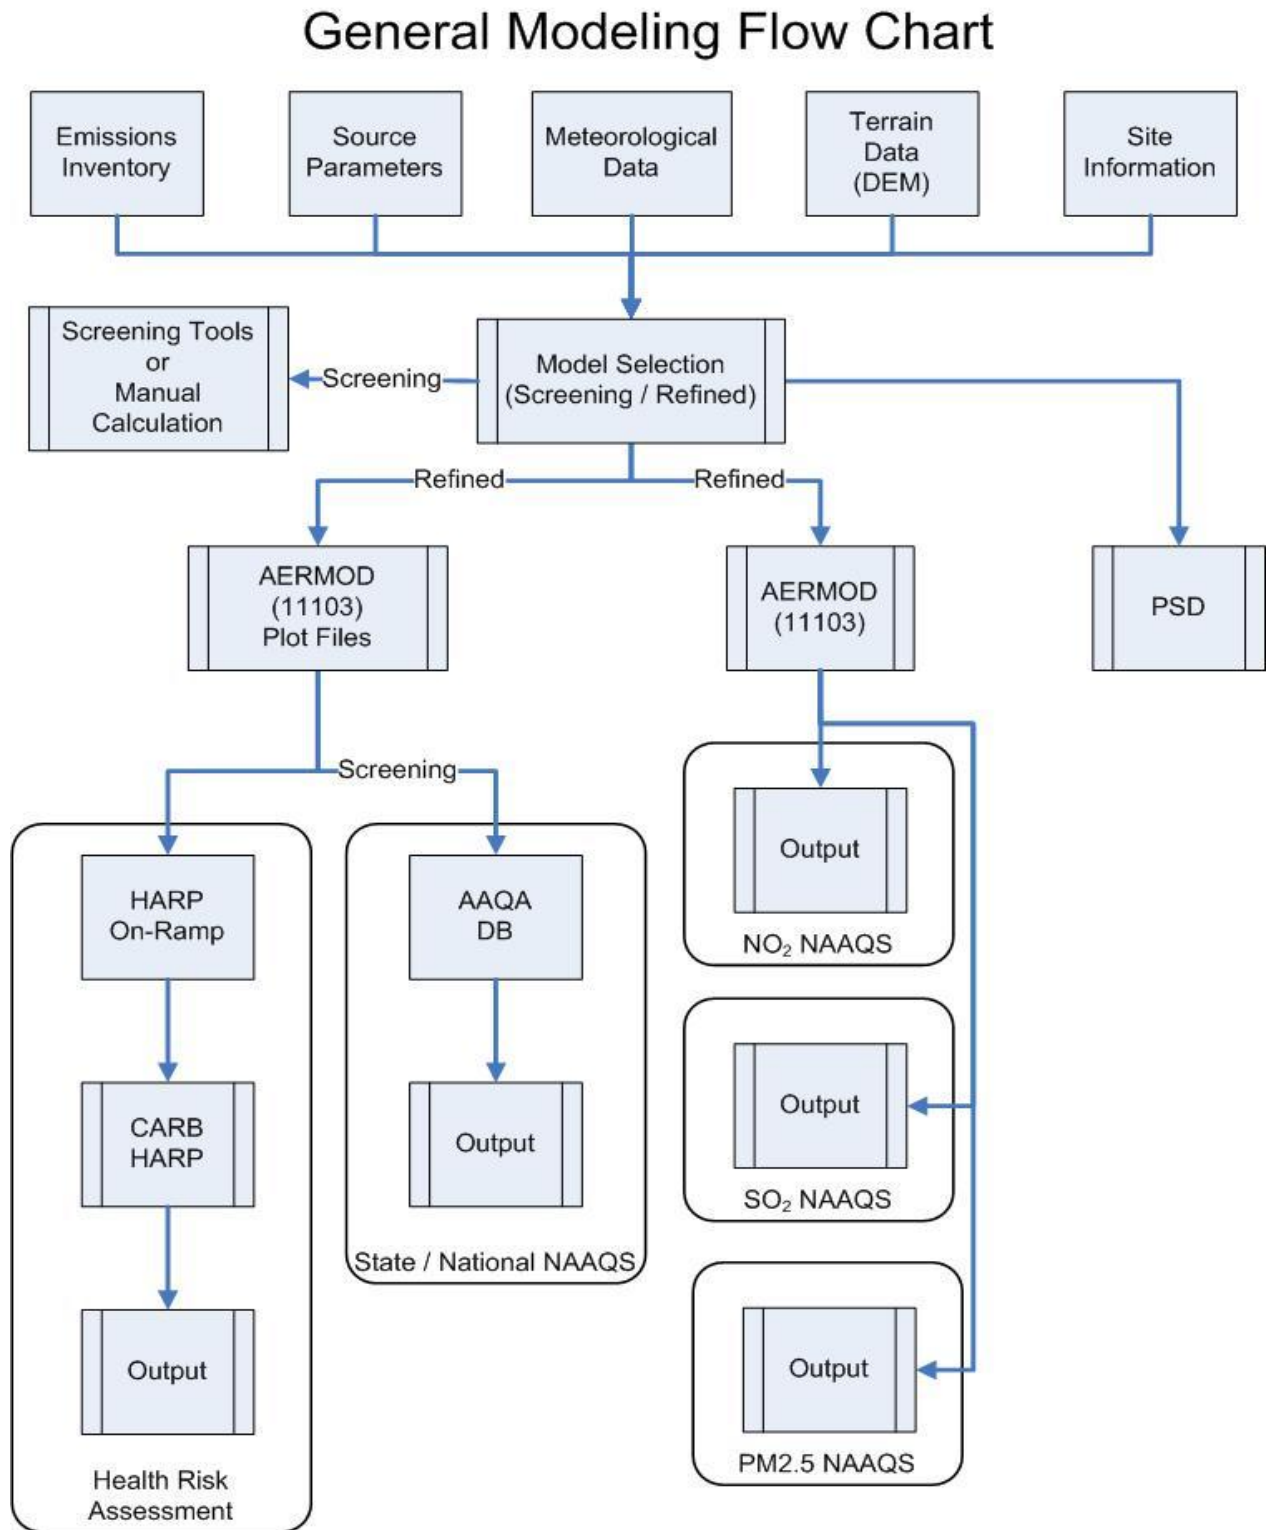 General Modeling Flow Chart
Emissions
Inventory
Source
Parameters
Meteorological
Data
Terrain
Data
(DEM)
Site
Information
Screening Tools
or
Manual
Calculation
Screening
Model Selection
(Screening / Refined)
Refined
Refined
AERMOD
(11103)
Plot Files
AERMOD
(11103)
PSD
Screening
HARP
On-Ramp
CARB
HARP
Output
Health Risk
Assessment
AAQA
DB
Output
State / National NAAQS
Output
NO₂ NAAQS
Output
SO₂ NAAQS
Output
PM2.5 NAAQS